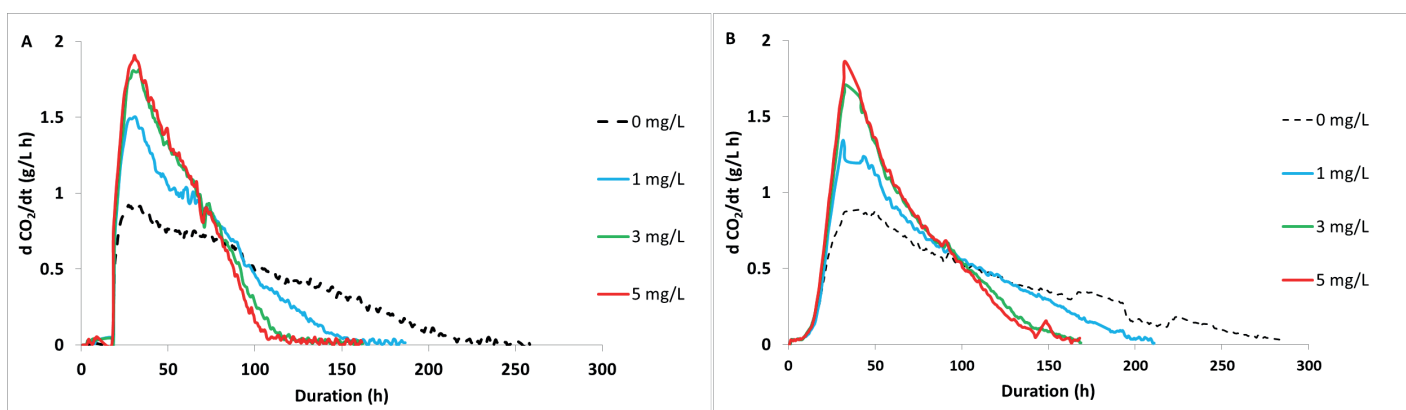 A
2
1.5
1
0.5
0
0 50 100 150 200 250 300
d CO₂/dt (g/L h)
Duration (h)
0 mg/L
1 mg/L
3 mg/L
5 mg/L
B
2
1.5
1
0.5
0
0 50 100 150 200 250 300
d CO₂/dt (g/L h)
Duration (h)
0 mg/L
1 mg/L
3 mg/L
5 mg/L